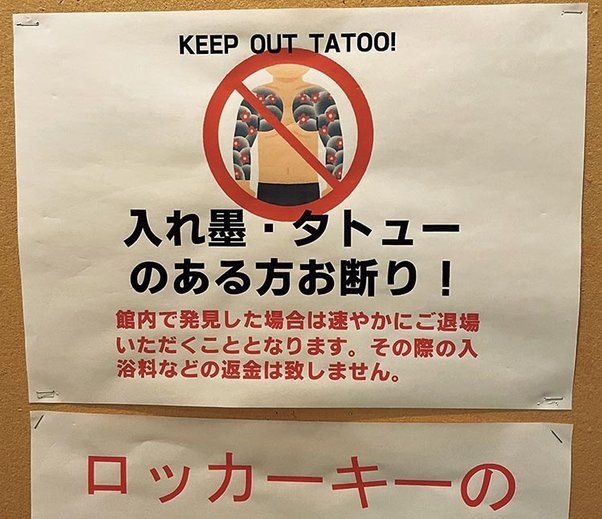 KEEP OUT TATOO!
入れ墨・タトュー
のある方お断り！
館内で発見した場合は速やかにご退場
いただくこととなります。その際の入
浴料などの返金は致しません。
ロッカーキーの